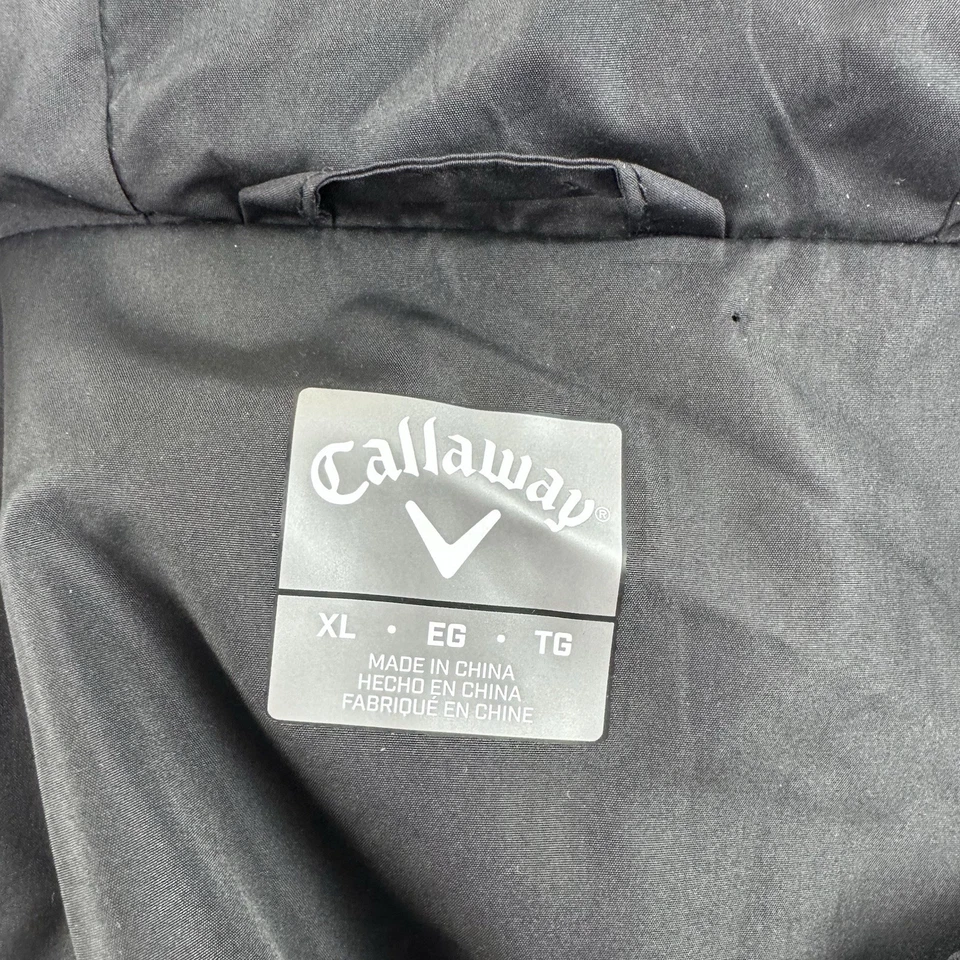 Callaway®
XL • EG • TG
MADE IN CHINA
HECHO EN CHINA
FABRIQUÉ EN CHINE